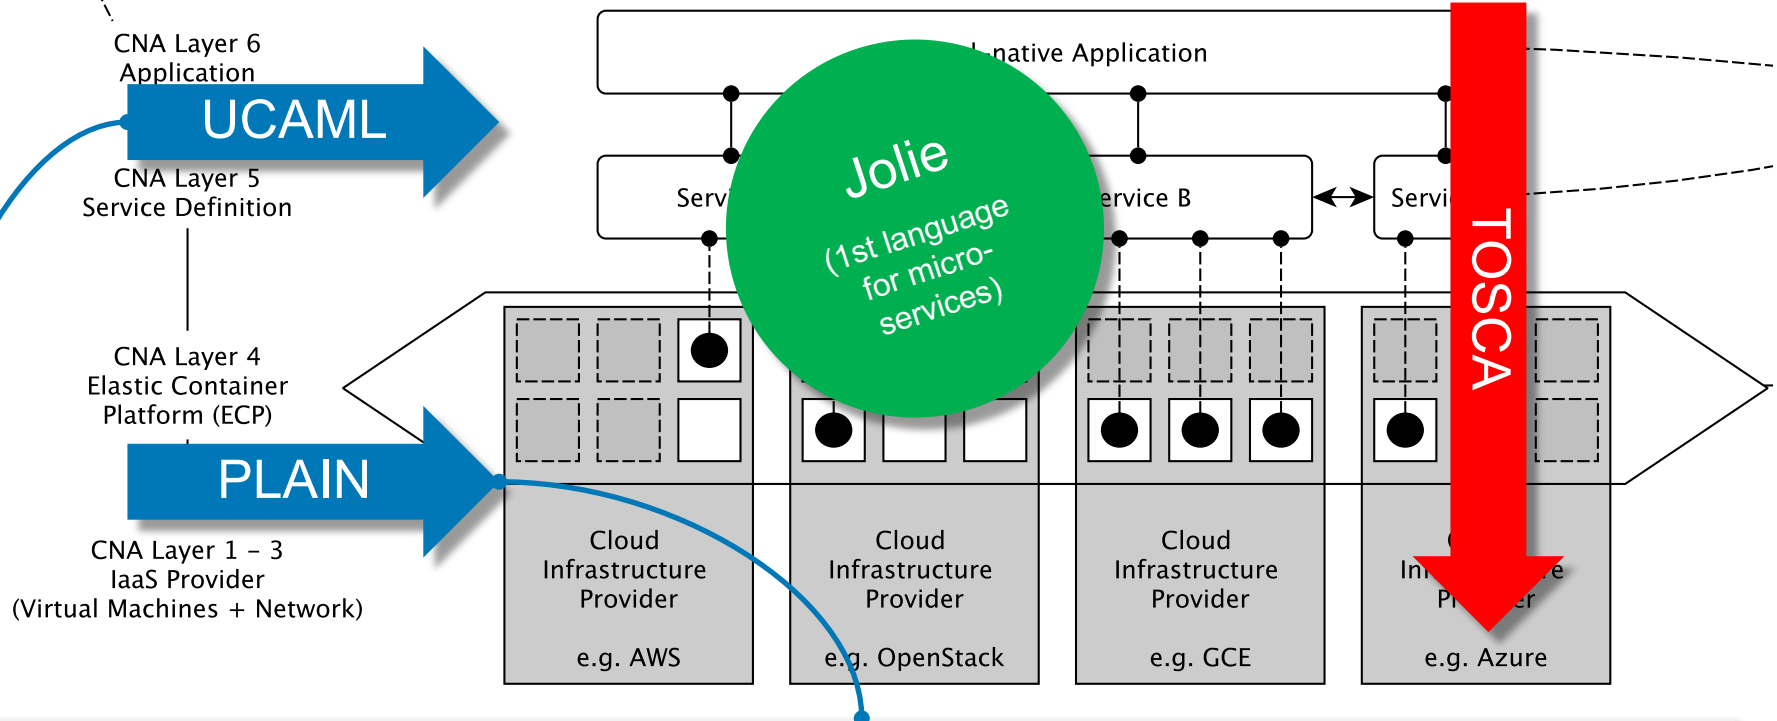 CNA Layer 6
Application
UCAML
CNA Layer 5
Service Definition
CNA Layer 4
Elastic Container
Platform (ECP)
PLAIN
CNA Layer 1 – 3
IaaS Provider
(Virtual Machines + Network)
-native Application
Jolie
(1st language
for micro-
services)
Servi
ervice B
Servi
TOSCA
Cloud
Infrastructure
Provider
e.g. AWS
Cloud
Infrastructure
Provider
e.g. OpenStack
Cloud
Infrastructure
Provider
e.g. GCE
e.g. Azure